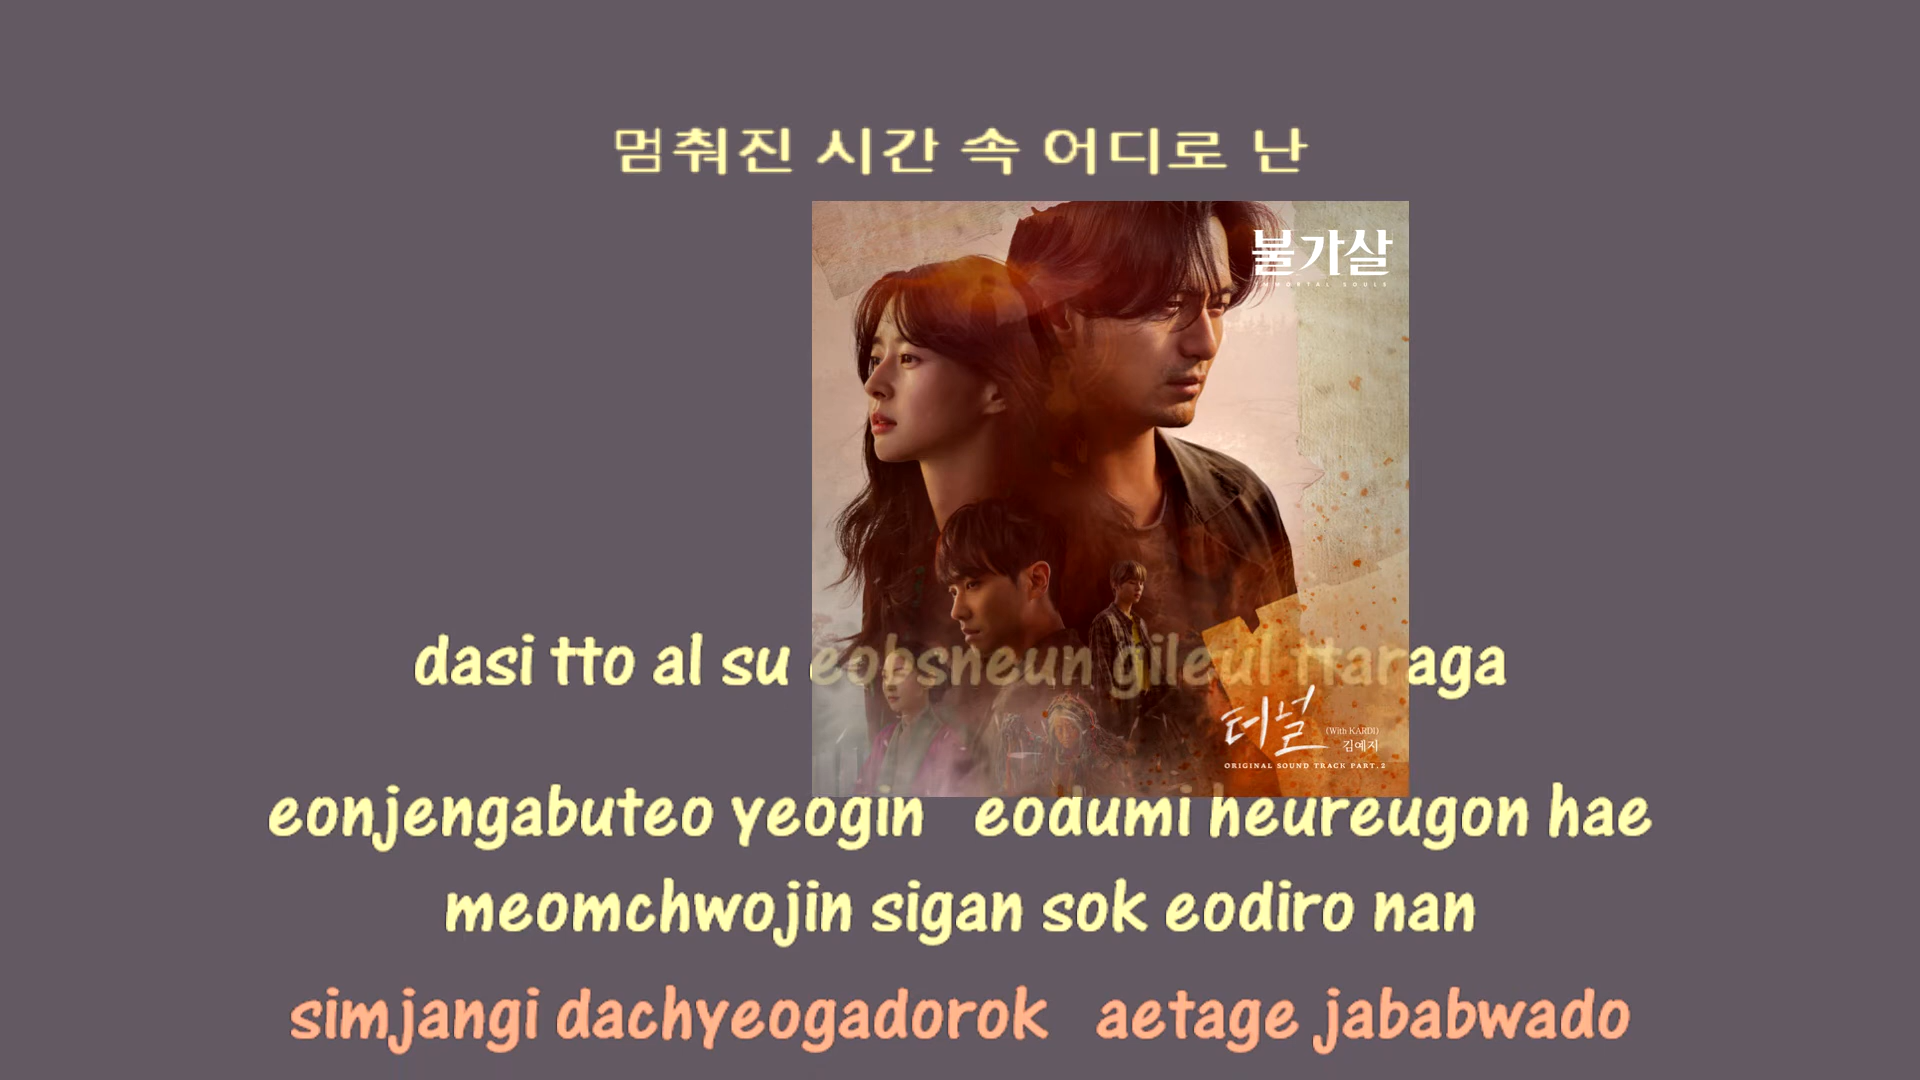 멈춰진 시간 속 어디로 난
불가살
IMMORTAL SOULS
dasi tto al su eobsneun gileul ttaraga
터널
(With KARDI)
김예지
ORIGINAL SOUND TRACK PART.2
eonjengabuteo yeogin eodumi heureugon hae
meomchwojin sigan sok eodiro nan
simjangi dachyeogadorok aetage jababwado